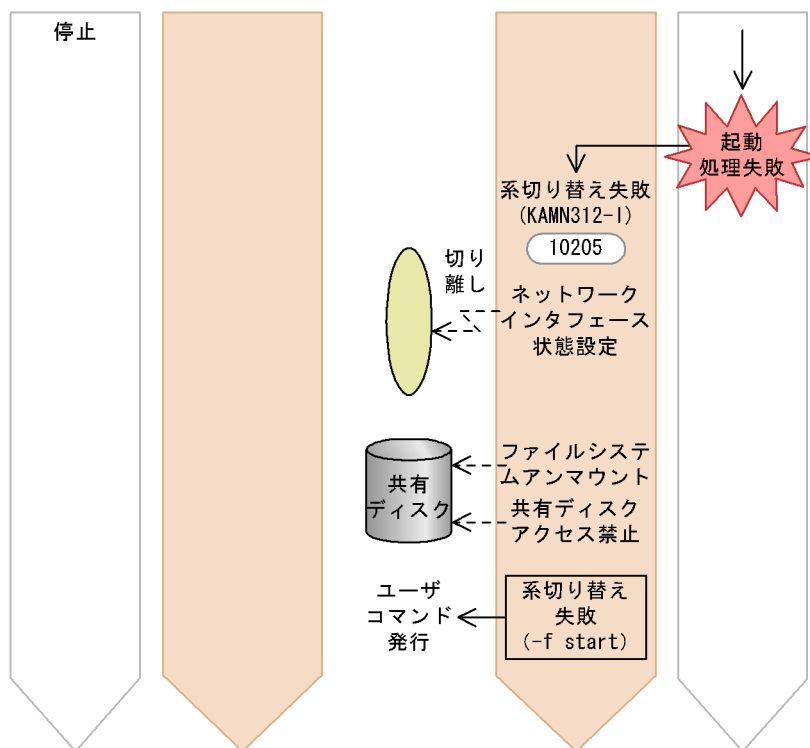 停止
起動
処理失敗
系切り替え失敗
(KAMN312-I)
10205
切り
離し
ネットワーク
インタフェース
状態設定
ファイルシステ
ムアンマウント
共有
ディスク
共有ディスク
アクセス禁止
ユーザ
コマンド
発行
系切り替え
失敗
(-f start)